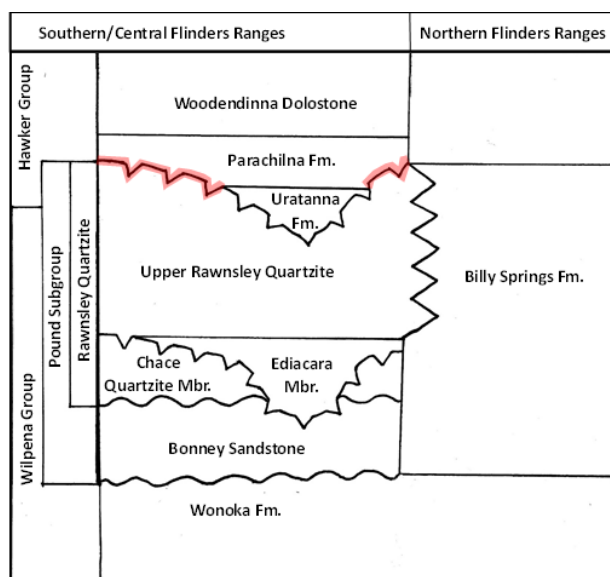 Southern/Central Flinders Ranges
Northern Flinders Ranges
Hawker Group
Woodendinna Dolostone
Parachilna Fm.
Uratanna
Fm.
Wilpena Group
Pound Subgroup
Rawnsley Quartzite
Upper Rawnsley Quartzite
Billy Springs Fm.
Chace
Quartzite Mbr.
Ediacara
Mbr.
Bonney Sandstone
Wonoka Fm.